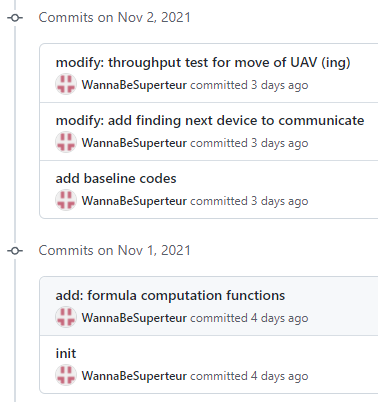 Commits on Nov 2, 2021
modify: throughput test for move of UAV (ing)
WannaBeSuperteur committed 3 days ago
modify: add finding next device to communicate
WannaBeSuperteur committed 3 days ago
add baseline codes
WannaBeSuperteur committed 3 days ago
Commits on Nov 1, 2021
add: formula computation functions
WannaBeSuperteur committed 4 days ago
init
WannaBeSuperteur committed 4 days ago